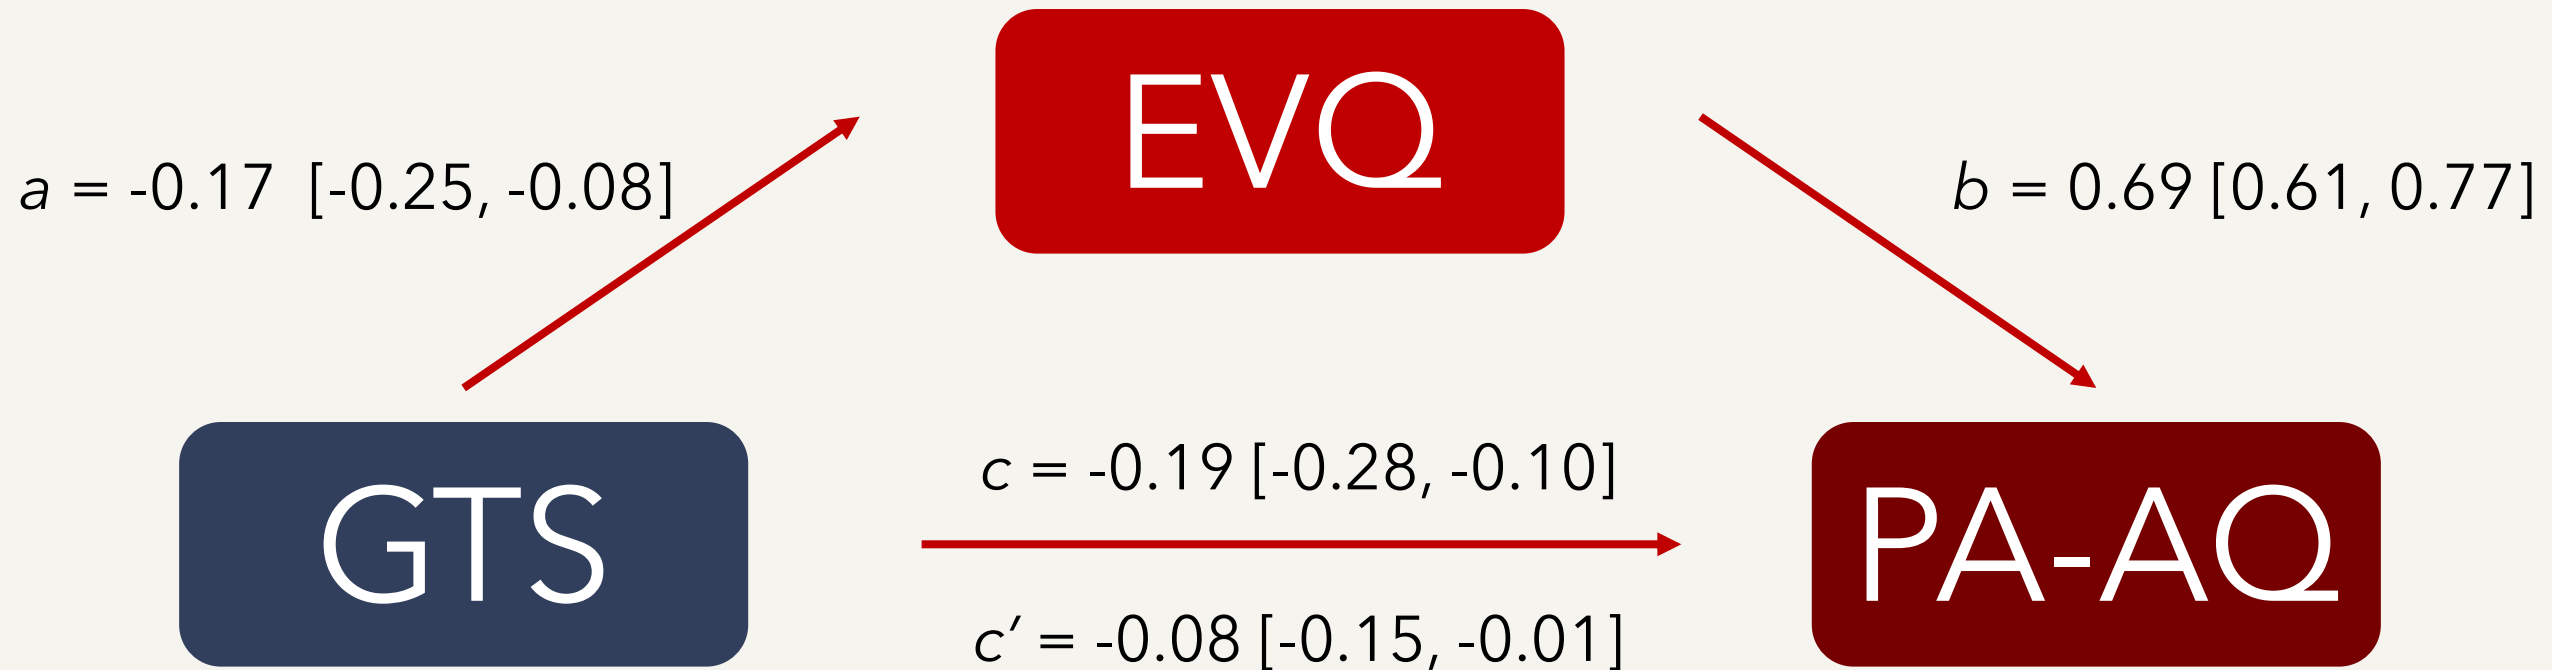 EVQ
a = -0.17 [-0.25, -0.08]
b = 0.69 [0.61, 0.77]
GTS
c = -0.19 [-0.28, -0.10]
c′ = -0.08 [-0.15, -0.01]
PA-AQ